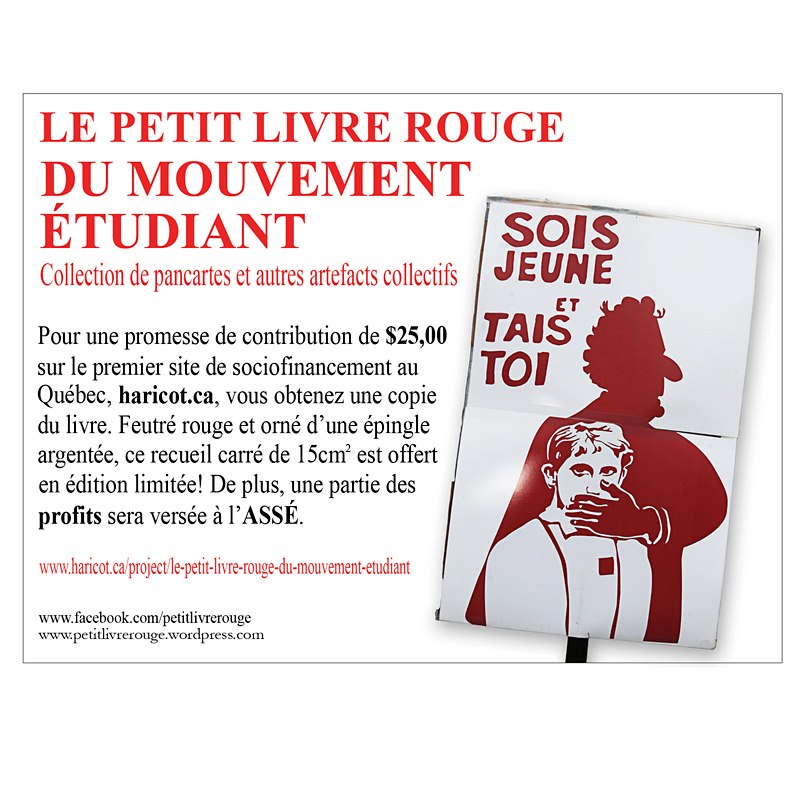 LE PETIT LIVRE ROUGE
DU MOUVEMENT
ÉTUDIANT
Collection de pancartes et autres artefacts collectifs
Pour une promesse de contribution de $25,00
sur le premier site de sociofinancement au
Québec, haricot.ca, vous obtenez une copie
du livre. Feutré rouge et orné d’une épingle
argentée, ce recueil carré de 15cm² est offert
en édition limitée! De plus, une partie des
profits sera versée à l’ASSÉ.
www.haricot.ca/project/le-petit-livre-rouge-du-mouvement-etudiant
www.facebook.com/petitlivrerouge
www.petitlivrerouge.wordpress.com
SOIS
JEUNE
ET
TAIS
TOI